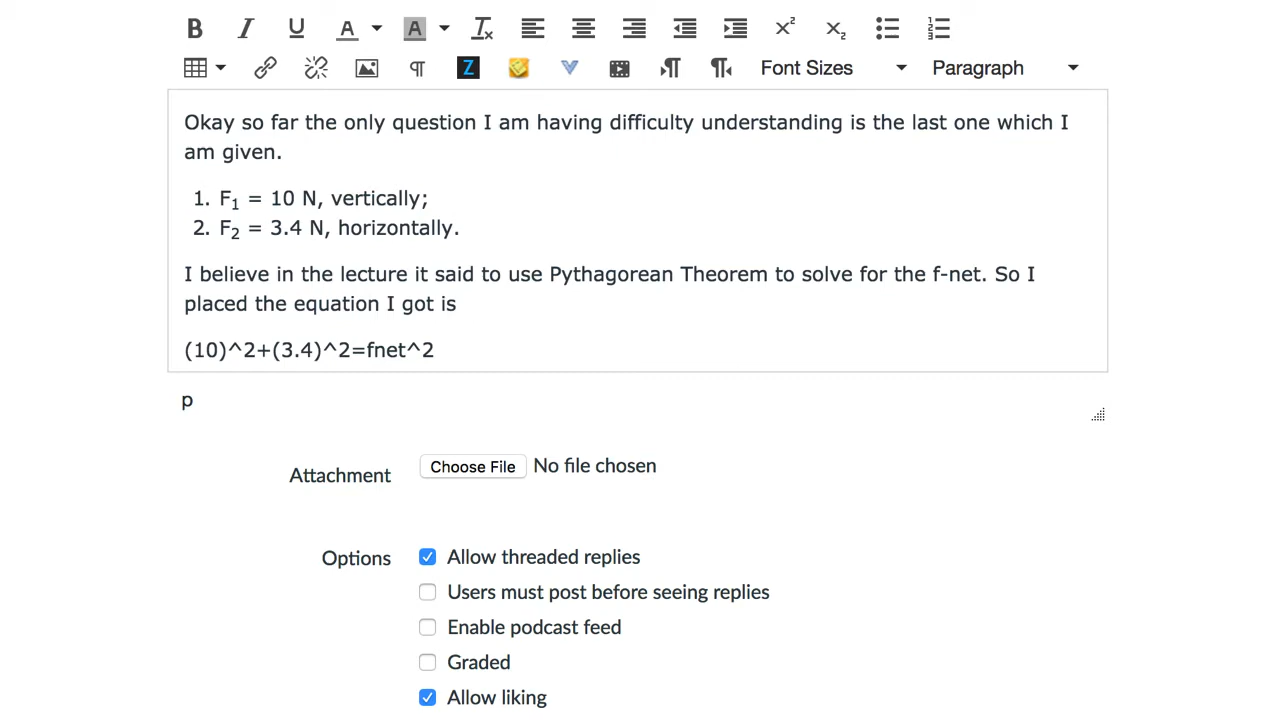 B I U A A Tx x² x₂
¶ Z ¶ ¶ Font Sizes Paragraph
Okay so far the only question I am having difficulty understanding is the last one which I
am given.
1. F₁ = 10 N, vertically;
2. F₂ = 3.4 N, horizontally.
I believe in the lecture it said to use Pythagorean Theorem to solve for the f-net. So I
placed the equation I got is
(10)^2+(3.4)^2=fnet^2
p
Attachment Choose File No file chosen
Options Allow threaded replies
Users must post before seeing replies
Enable podcast feed
Graded
Allow liking